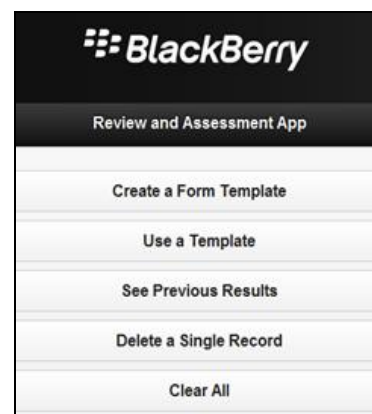 BlackBerry
Review and Assessment App
Create a Form Template
Use a Template
See Previous Results
Delete a Single Record
Clear All